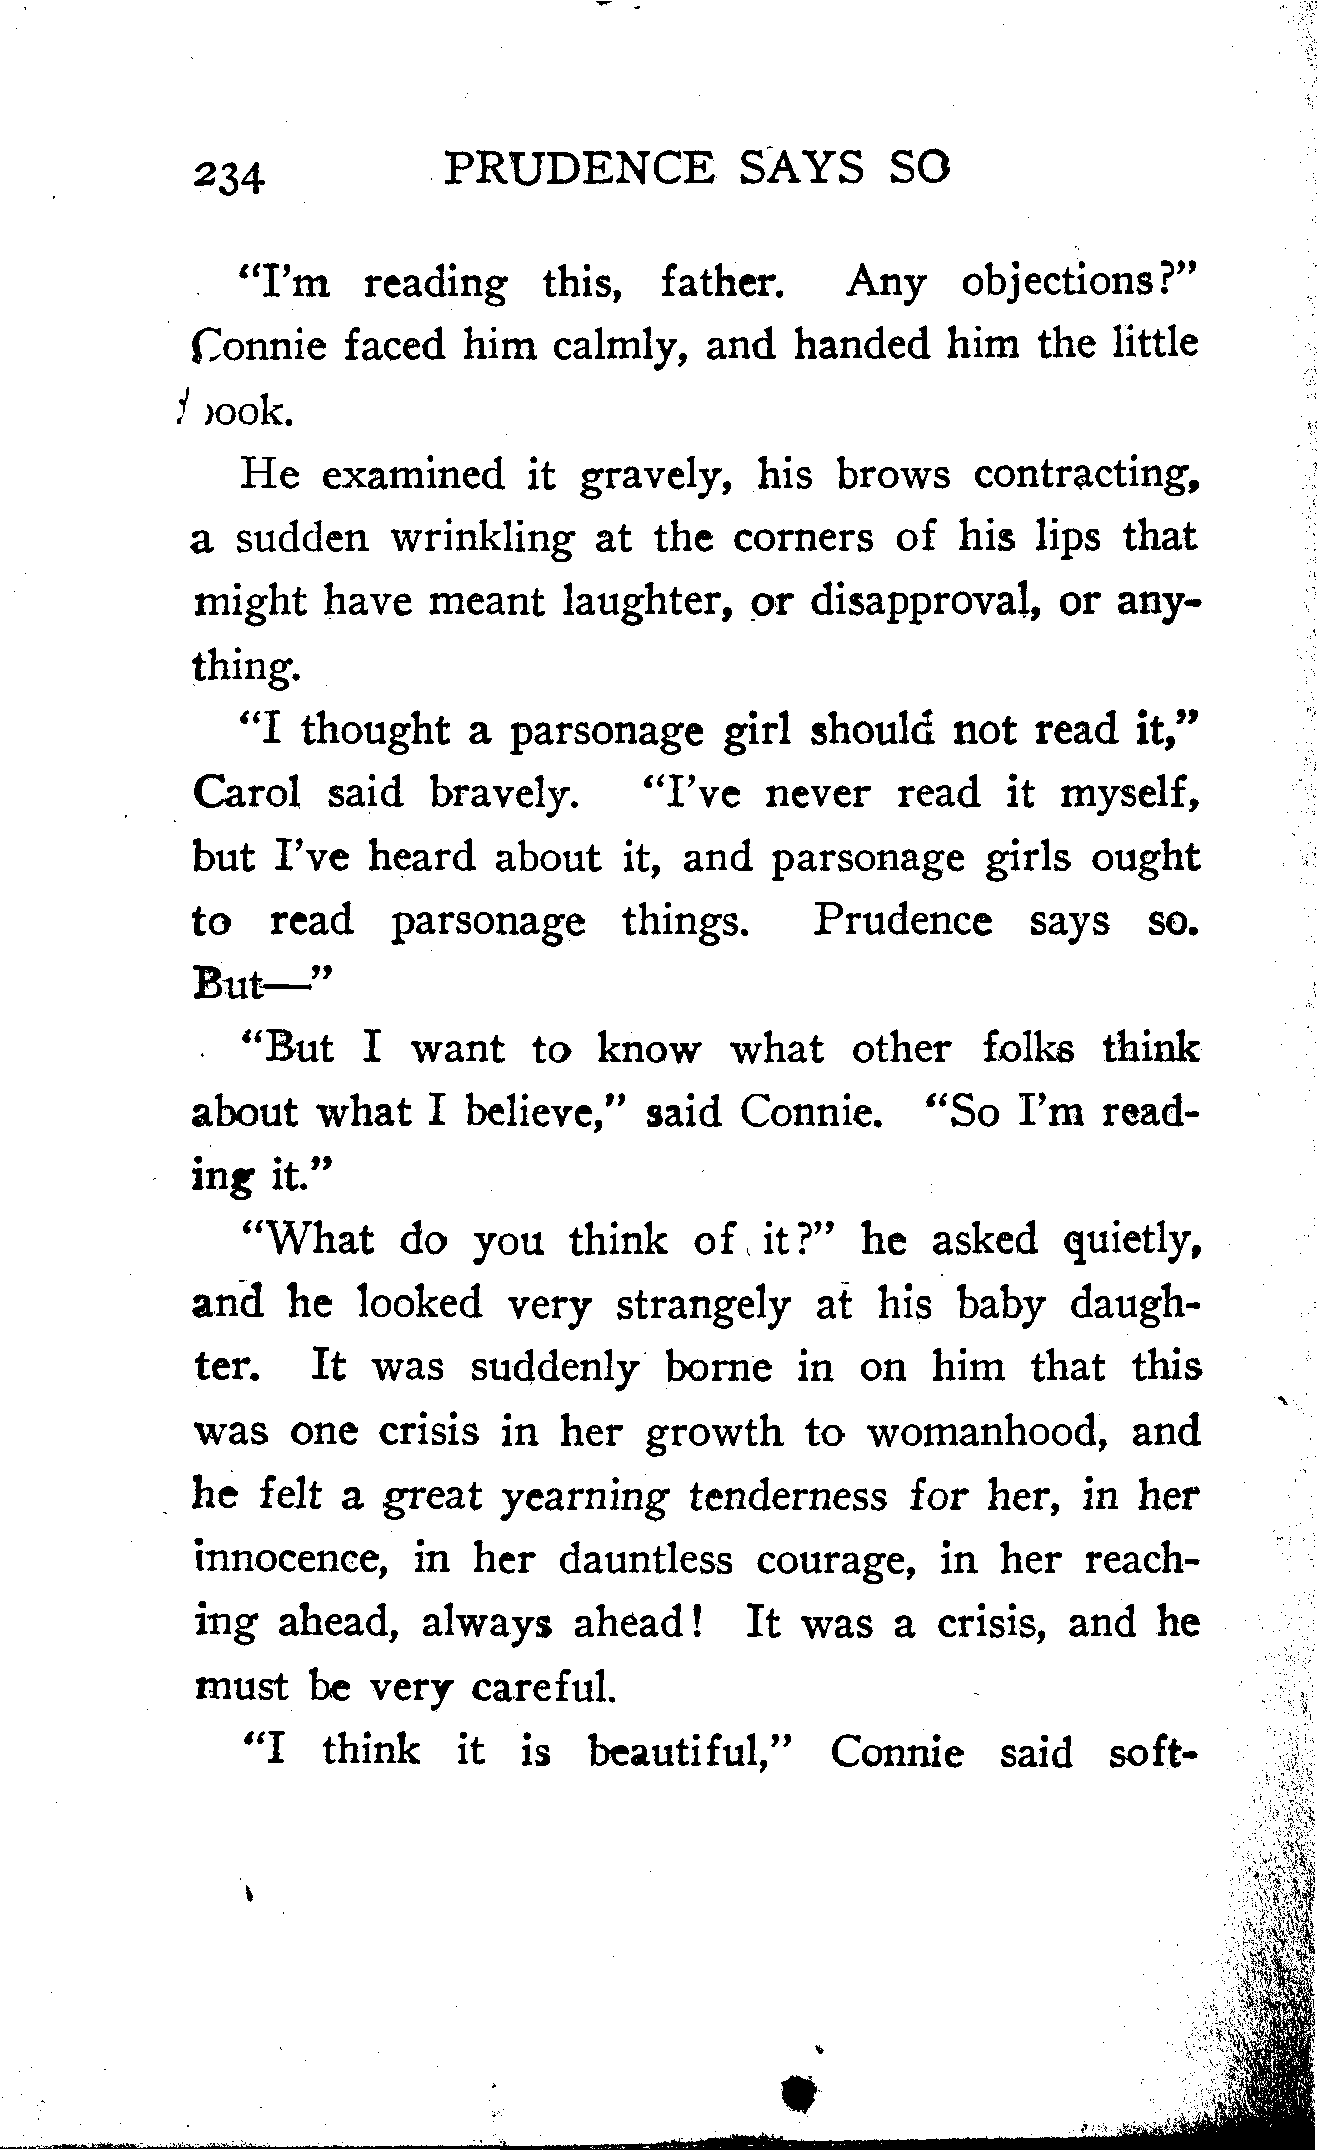 234 PRUDENCE SAYS SO
"I'm reading this, father. Any objections?"
Connie faced him calmly, and handed him the little
book.
He examined it gravely, his brows contracting,
a sudden wrinkling at the corners of his lips that
might have meant laughter, or disapproval, or any-
thing.
"I thought a parsonage girl should not read it,"
Carol said bravely. "I've never read it myself,
but I've heard about it, and parsonage girls ought
to read parsonage things. Prudence says so.
But—"
"But I want to know what other folks think
about what I believe," said Connie. "So I'm read-
ing it."
"What do you think of it?" he asked quietly,
and he looked very strangely at his baby daugh-
ter. It was suddenly borne in on him that this
was one crisis in her growth to womanhood, and
he felt a great yearning tenderness for her, in her
innocence, in her dauntless courage, in her reach-
ing ahead, always ahead! It was a crisis, and he
must be very careful.
"I think it is beautiful," Connie said soft-